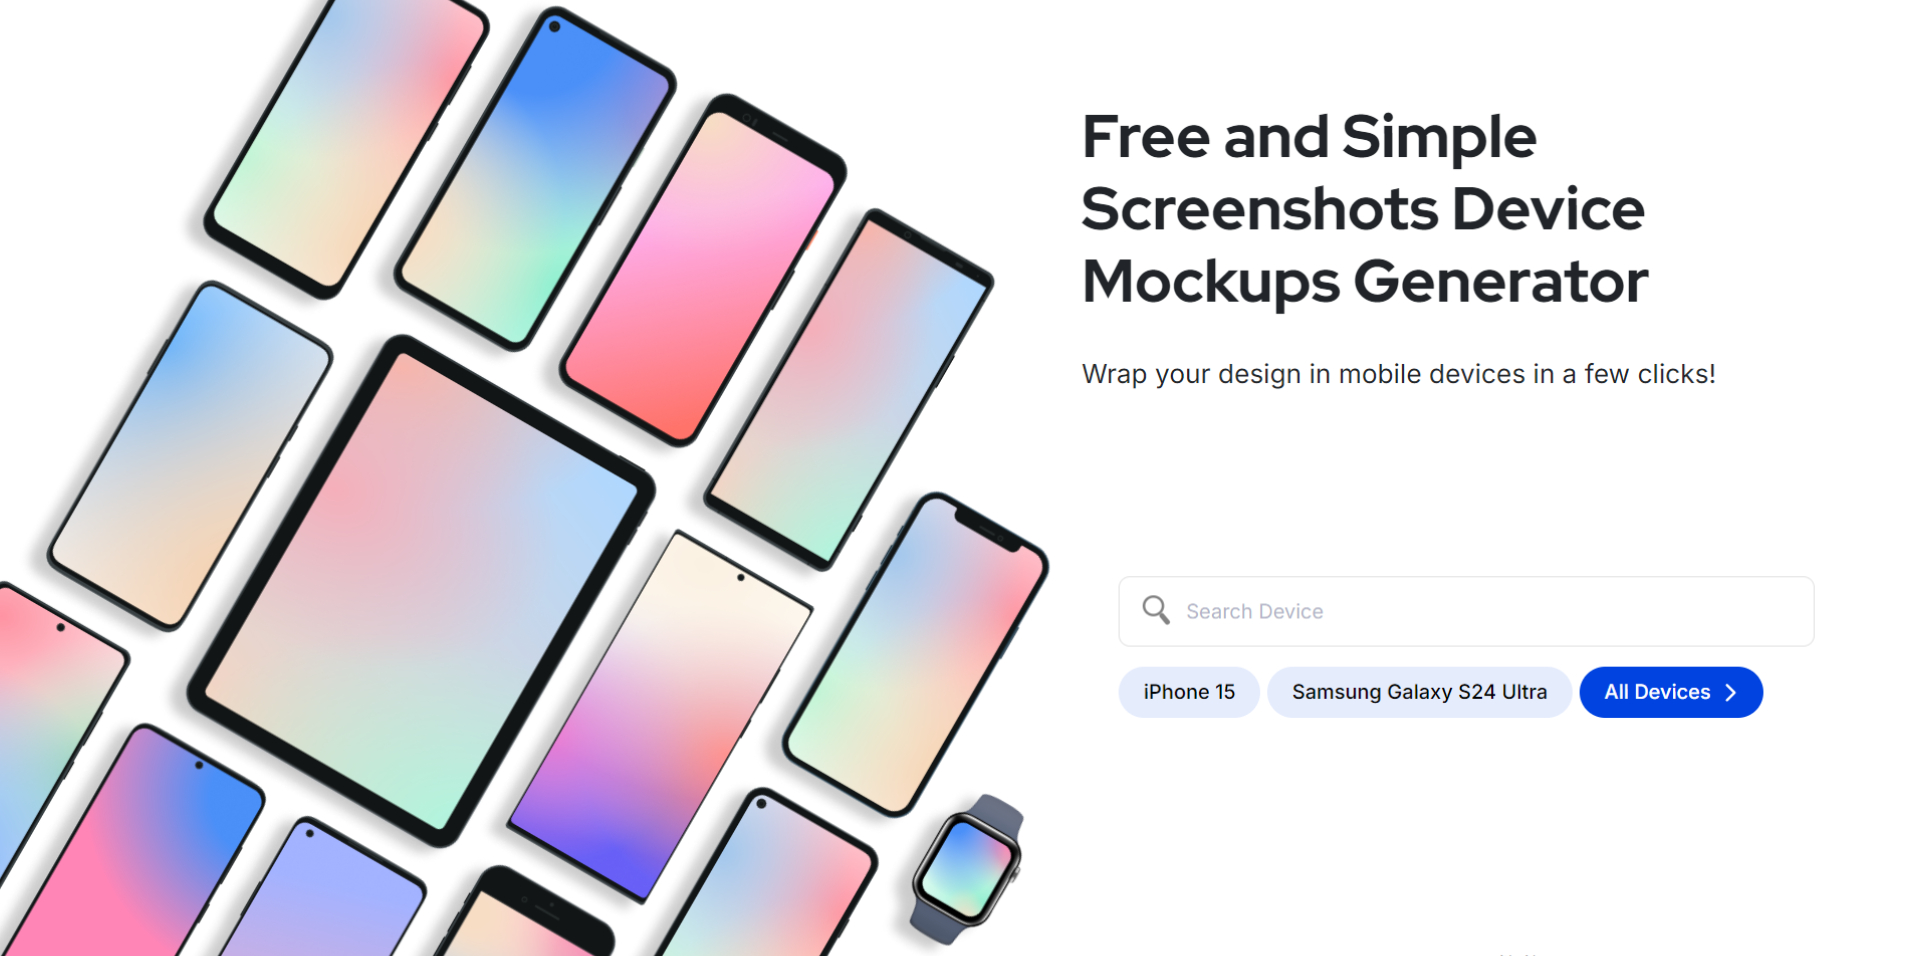 Free and Simple
Screenshots Device
Mockups Generator
Wrap your design in mobile devices in a few clicks!
Search Device
iPhone 15
Samsung Galaxy S24 Ultra
All Devices